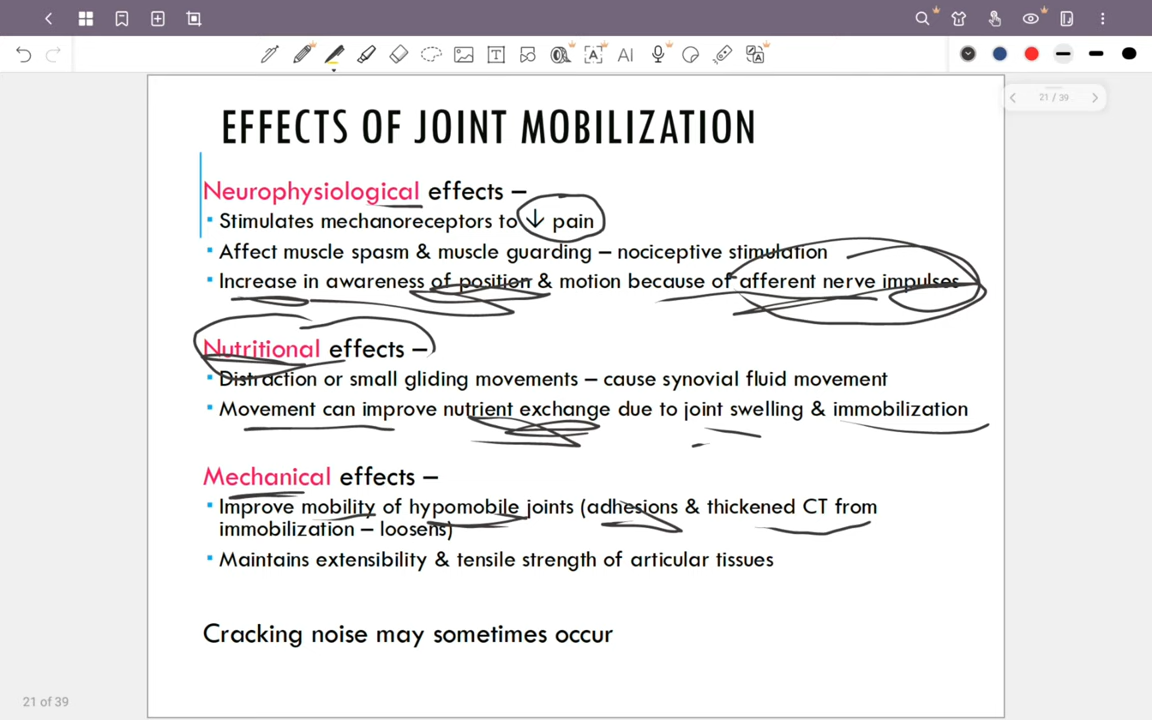 21 / 39
EFFECTS OF JOINT MOBILIZATION
Neurophysiological effects –
▪ Stimulates mechanoreceptors to ↓ pain
▪ Affect muscle spasm & muscle guarding – nociceptive stimulation
▪ Increase in awareness of position & motion because of afferent nerve impulses
Nutritional effects –
▪ Distraction or small gliding movements – cause synovial fluid movement
▪ Movement can improve nutrient exchange due to joint swelling & immobilization
Mechanical effects –
▪ Improve mobility of hypomobile joints (adhesions & thickened CT from
immobilization – loosens)
▪ Maintains extensibility & tensile strength of articular tissues
Cracking noise may sometimes occur
21 of 39